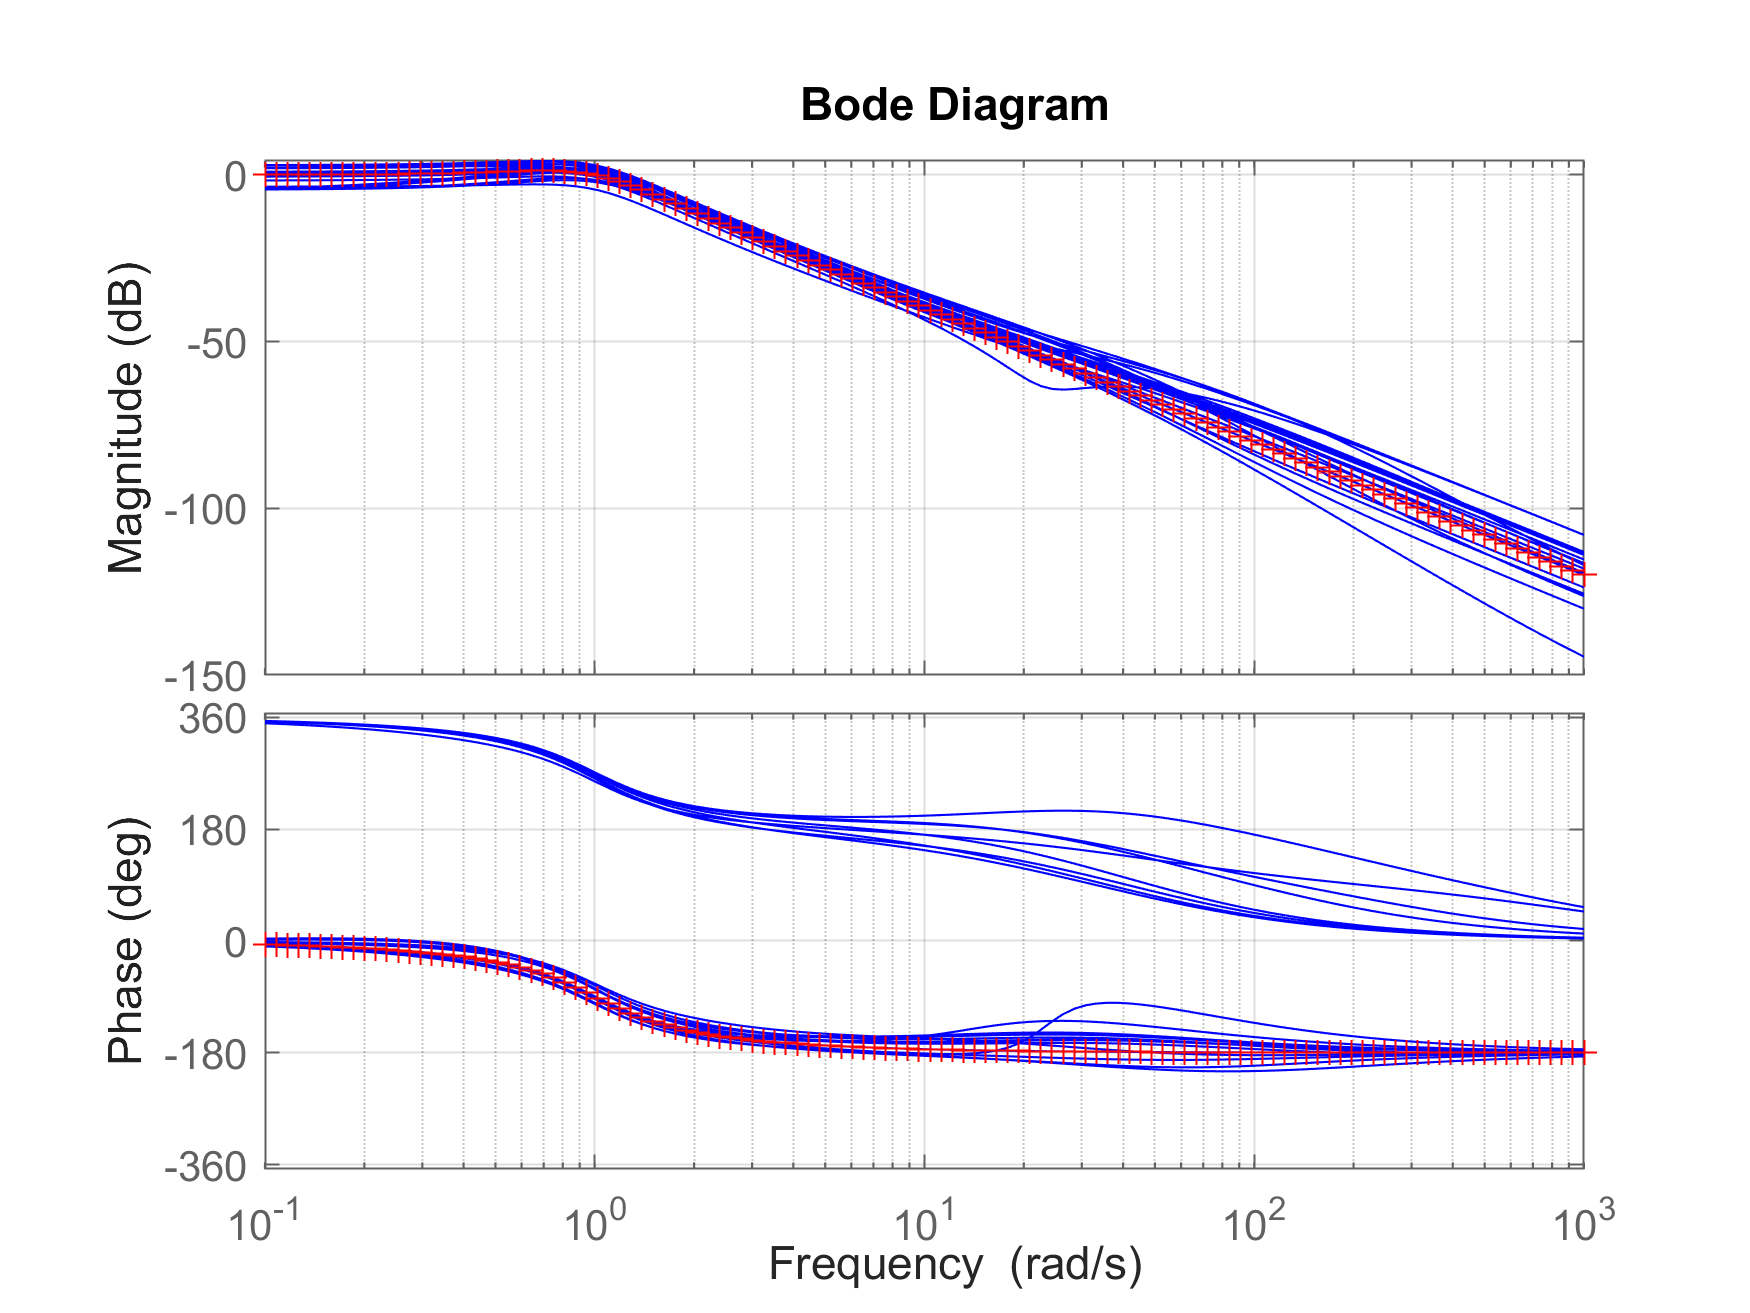 Bode Diagram
Magnitude (dB)
0
-50
-100
-150
Phase (deg)
360
180
0
-180
-360
10^-1 10^0 10^1 10^2 10^3
Frequency (rad/s)